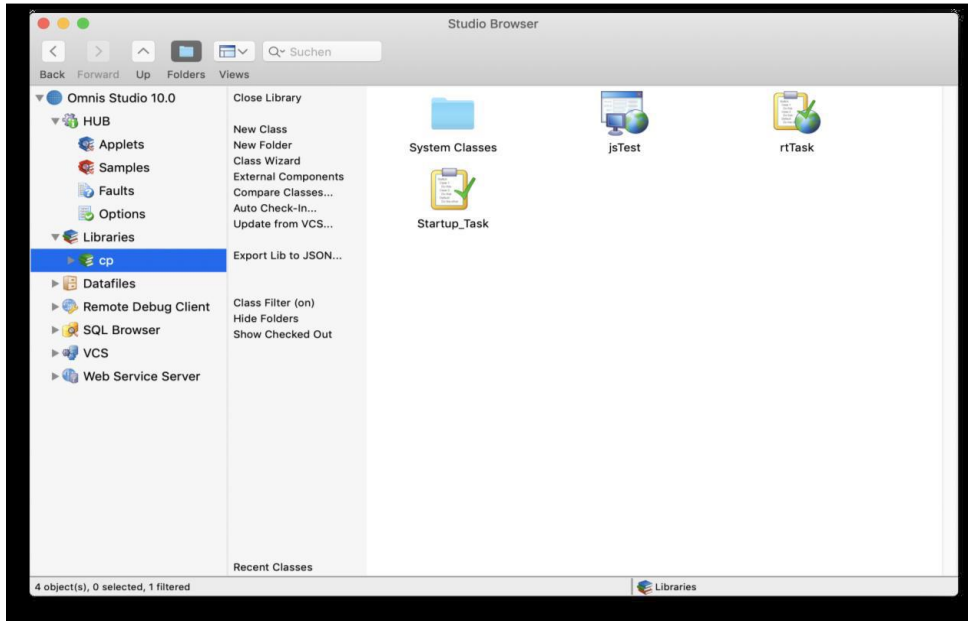 Studio Browser
Suchen
Back Forward Up Folders Views
Omnis Studio 10.0
HUB
Applets
Samples
Faults
Options
Libraries
cp
Datafiles
Remote Debug Client
SQL Browser
VCS
Web Service Server
Close Library
New Class
New Folder
Class Wizard
External Components
Compare Classes...
Auto Check-In...
Update from VCS...
Export Lib to JSON...
Class Filter (on)
Hide Folders
Show Checked Out
Recent Classes
System Classes
jsTest
rtTask
Startup_Task
4 object(s), 0 selected, 1 filtered
Libraries